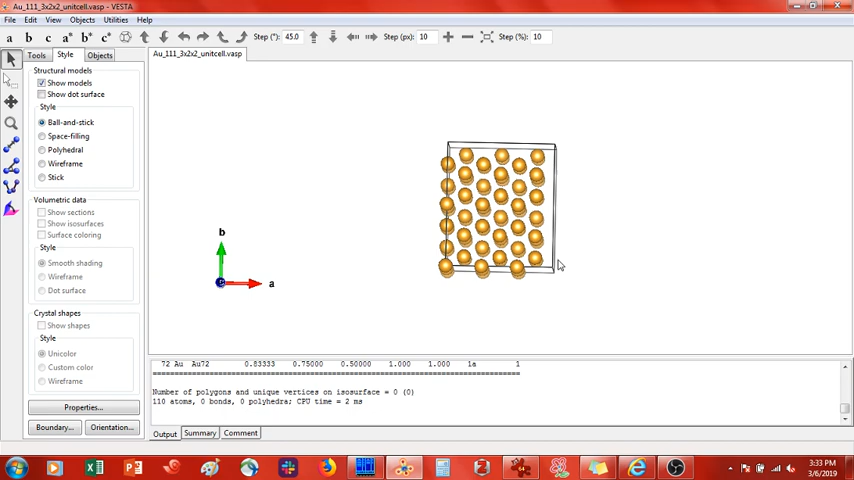 Au_111_3x2x2_unitcell.vasp - VESTA
File Edit View Objects Utilities Help
a b c a* b* c* Step (°): 45.0 Step (px): 10 Step (%): 10
Tools Style Objects
Au_111_3x2x2_unitcell.vasp
Structural models
Show models
Show dot surface
Style
Ball-and-stick
Space-filling
Polyhedral
Wireframe
Stick
Volumetric data
Show sections
Show isosurfaces
Surface coloring
Style
Smooth shading
Wireframe
Dot surface
Crystal shapes
Show shapes
Style
Unicolor
Custom color
Wireframe
Properties...
Boundary... Orientation...
b
a
72 Au Au72 0.83333 0.75000 0.50000 1.000 1.000 1a 1
Number of polygons and unique vertices on isosurface = 0 (0)
110 atoms, 0 bonds, 0 polyhedra; CPU time = 2 ms
Output Summary Comment
3:33 PM
3/6/2019